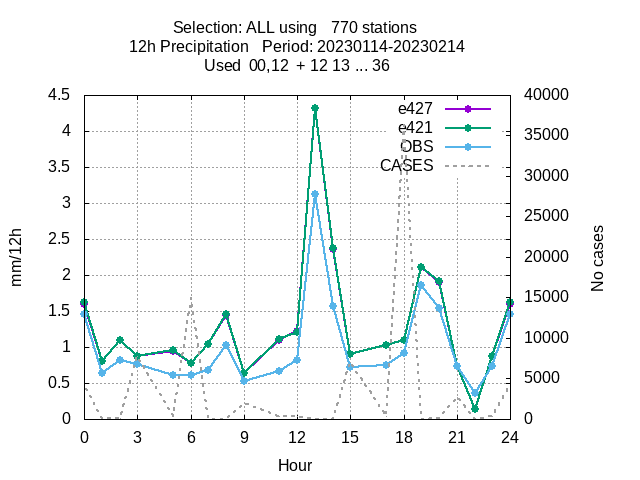 Selection: ALL using   770 stations
12h Precipitation   Period: 20230114-20230214
Used  00,12  + 12 13 ... 36
4.5
4
3.5
3
2.5
2
1.5
1
0.5
0
40000
35000
30000
25000
20000
15000
10000
5000
0
e427
e421
OBS
CASES
mm/12h
No cases
0 3 6 9 12 15 18 21 24
Hour